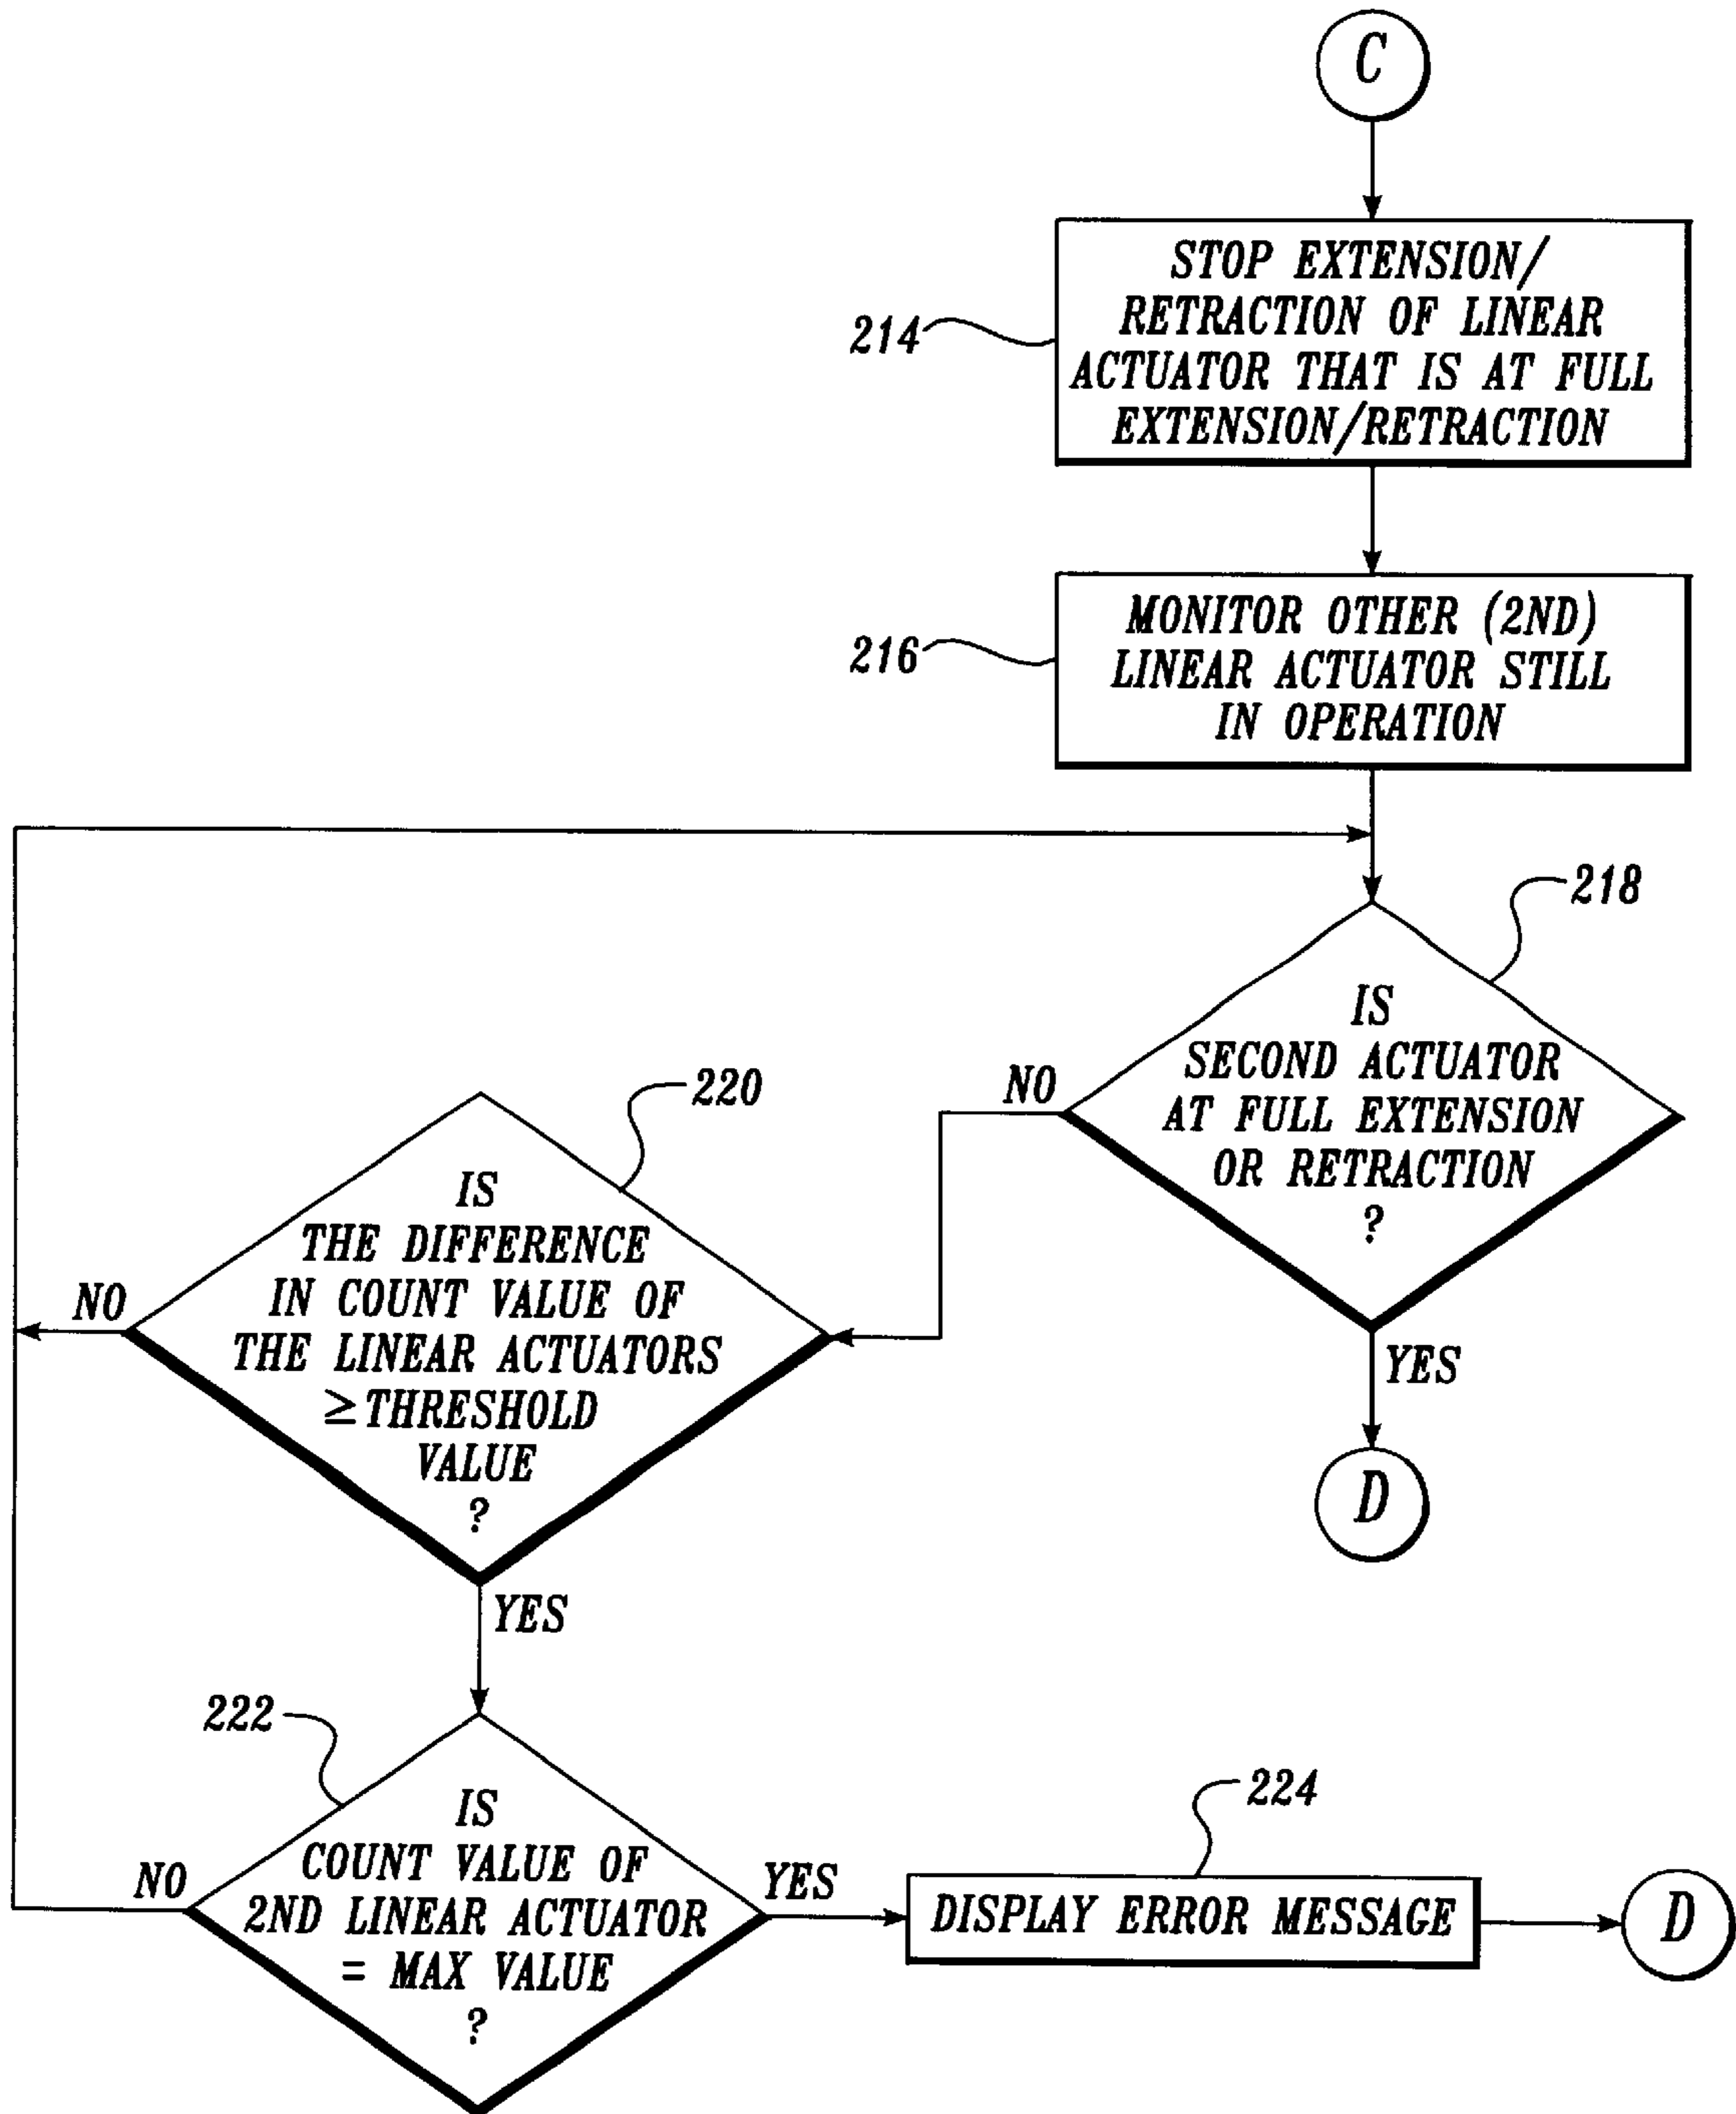 C
STOP EXTENSION/
RETRACTION OF LINEAR
ACTUATOR THAT IS AT FULL
EXTENSION/RETRACTION
214
MONITOR OTHER (2ND)
LINEAR ACTUATOR STILL
IN OPERATION
216
218
IS
SECOND ACTUATOR
AT FULL EXTENSION
OR RETRACTION
?
NO
YES
D
220
IS
THE DIFFERENCE
IN COUNT VALUE OF
THE LINEAR ACTUATORS
≥ THRESHOLD
VALUE
?
NO
YES
222
IS
COUNT VALUE OF
2ND LINEAR ACTUATOR
= MAX VALUE
?
NO
YES
224
DISPLAY ERROR MESSAGE
D